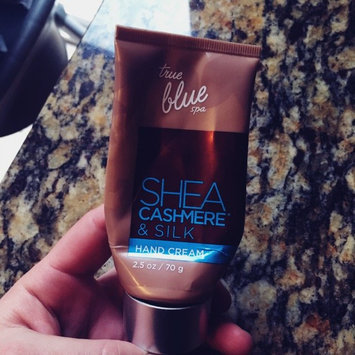 true
blue
spa
SHEA
CASHMERE
& SILK
HAND CREAM
2.5 oz / 70 g